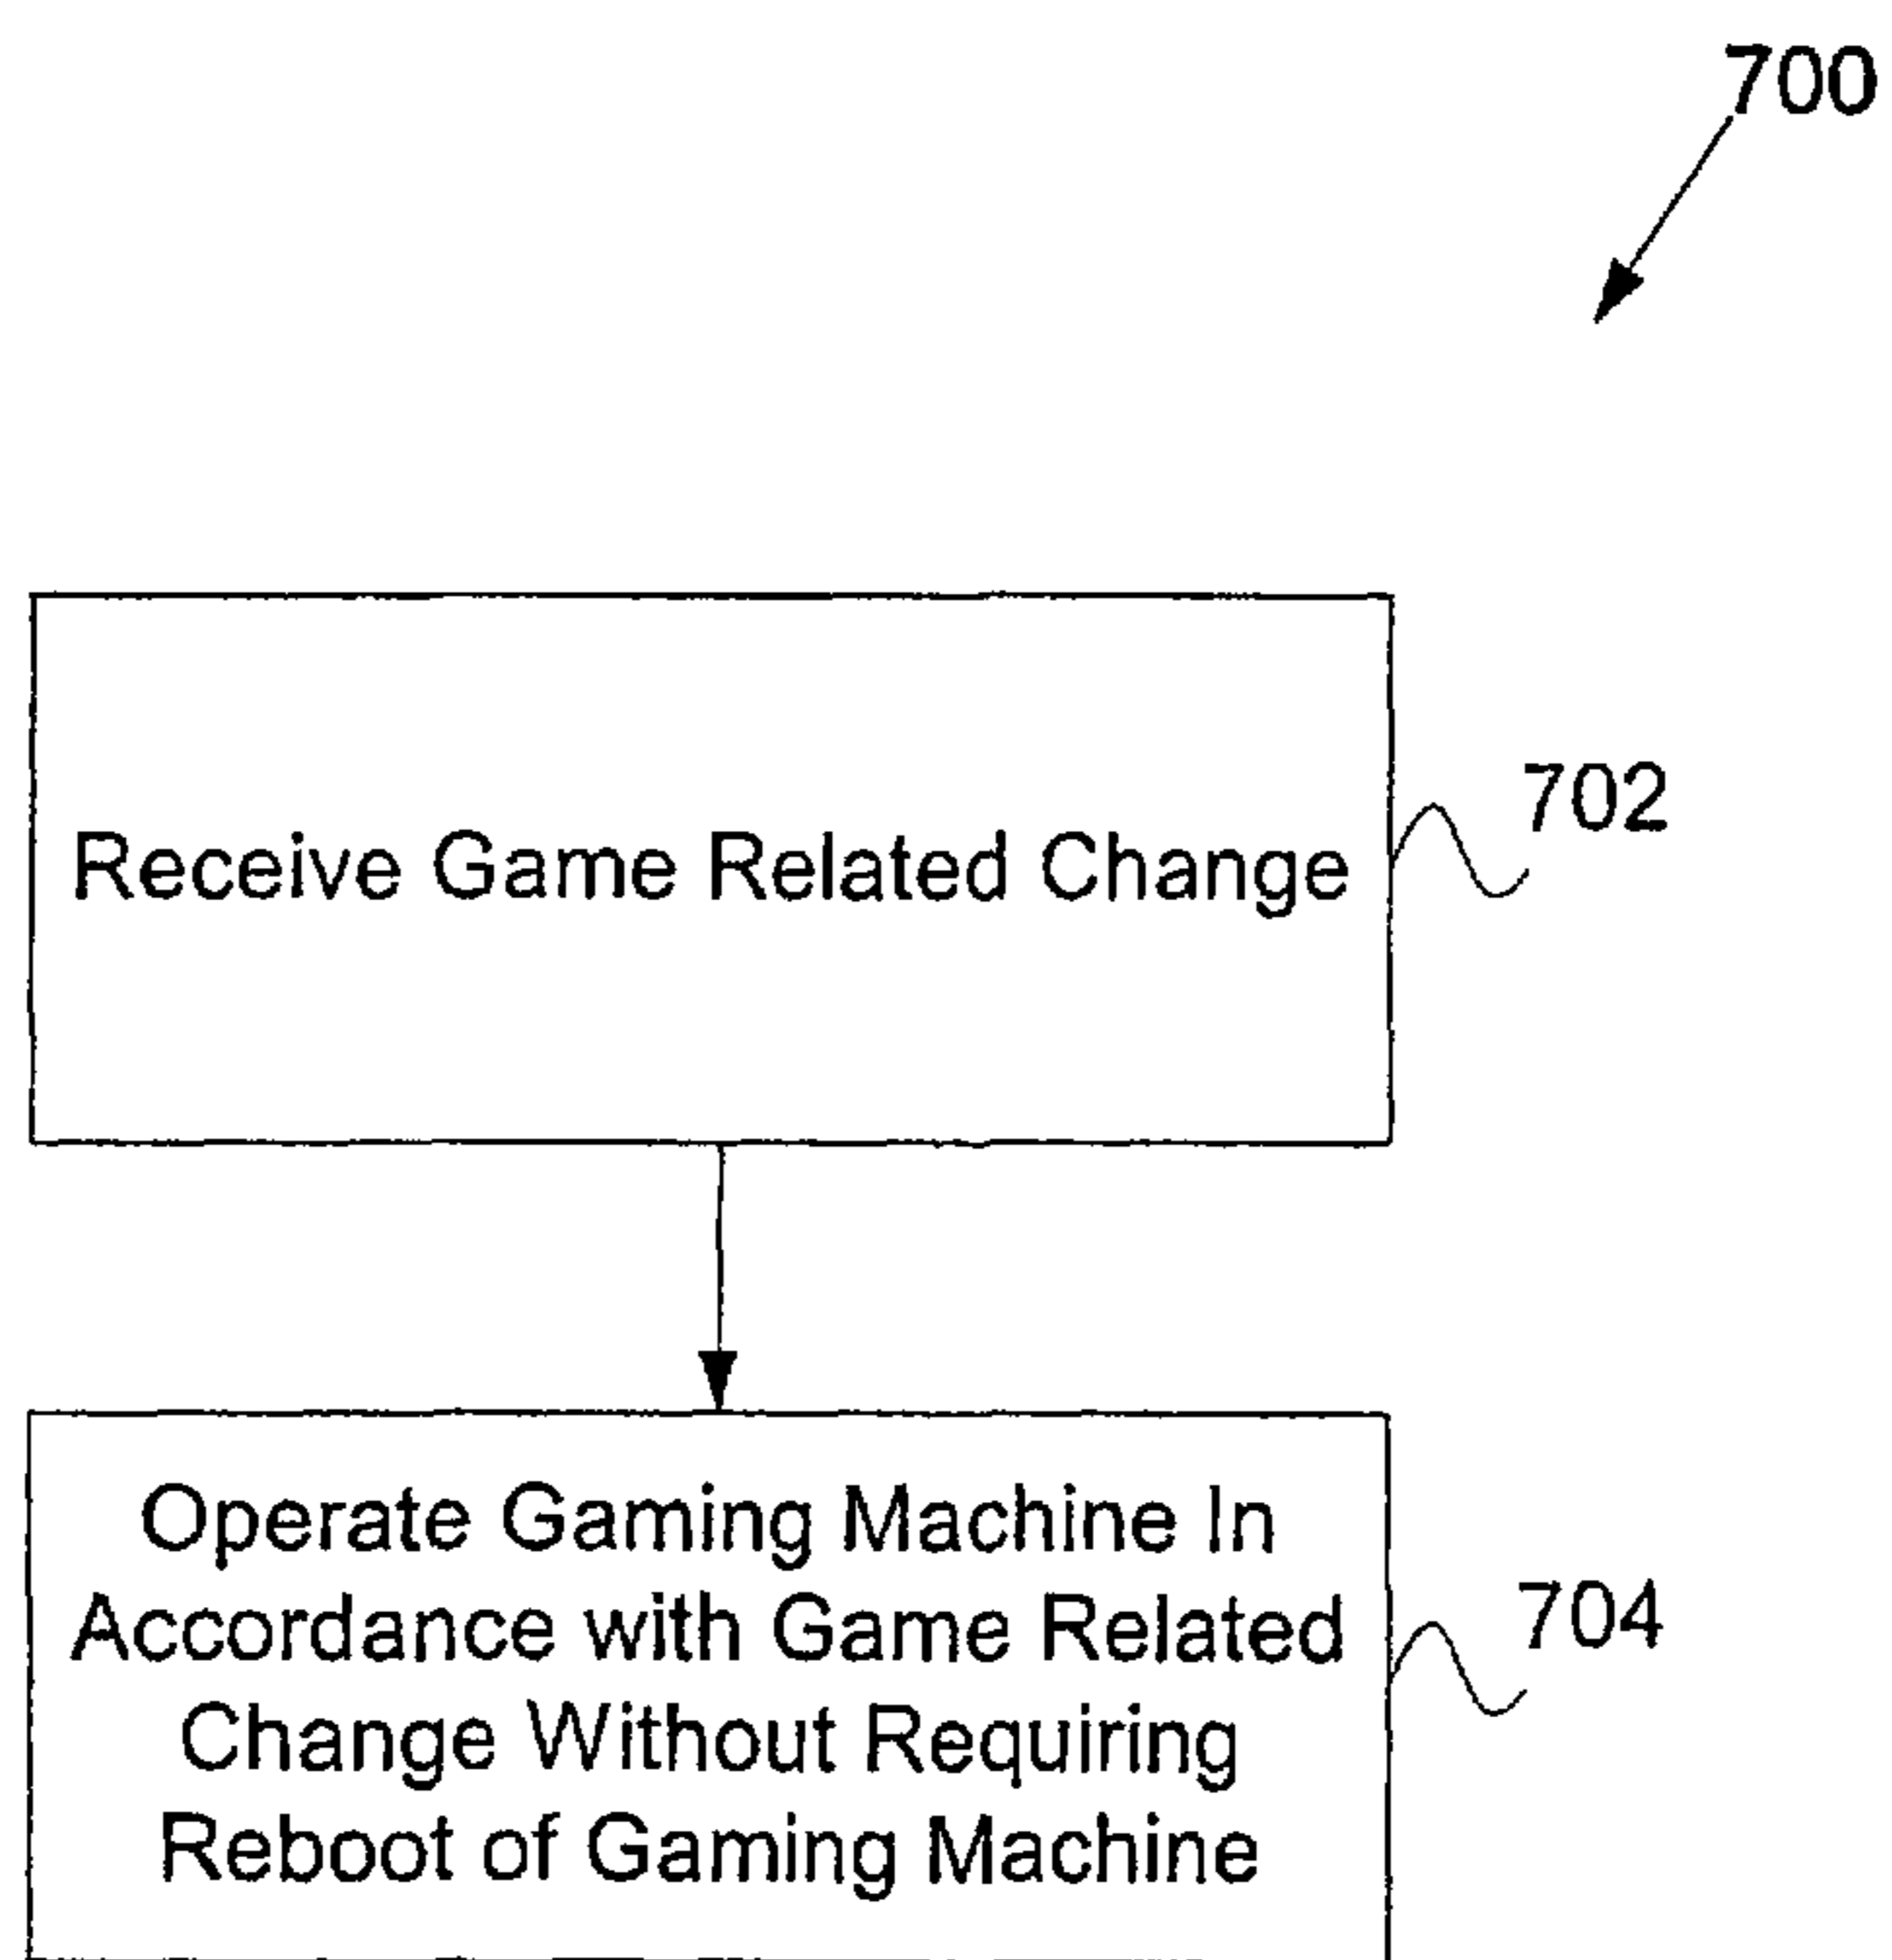 700
Receive Game Related Change
702
Operate Gaming Machine In
Accordance with Game Related
Change Without Requiring
Reboot of Gaming Machine
704